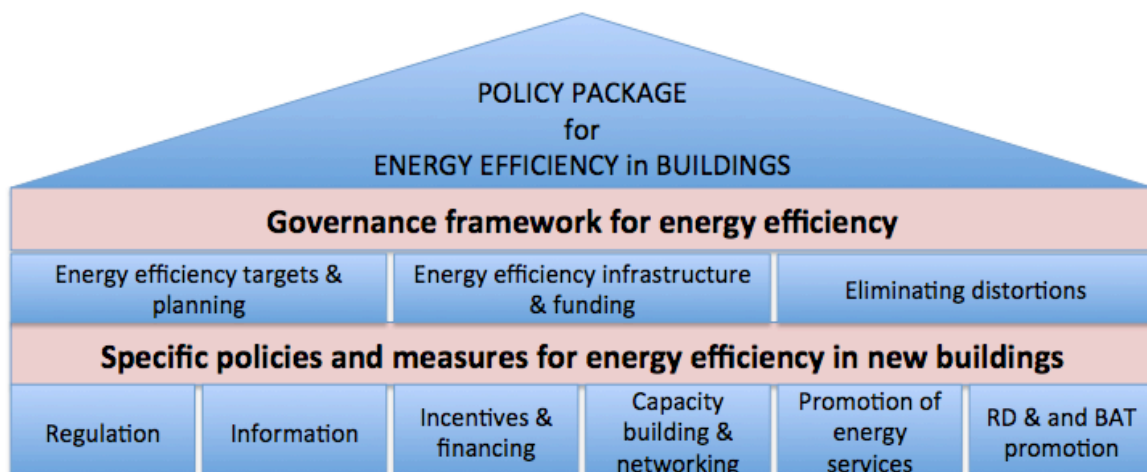 POLICY PACKAGE
for
ENERGY EFFICIENCY in BUILDINGS
Governance framework for energy efficiency
Energy efficiency targets &
planning
Energy efficiency infrastructure
& funding
Eliminating distortions
Specific policies and measures for energy efficiency in new buildings
Regulation
Information
Incentives &
financing
Capacity
building &
networking
Promotion of
energy
services
RD & and BAT
promotion